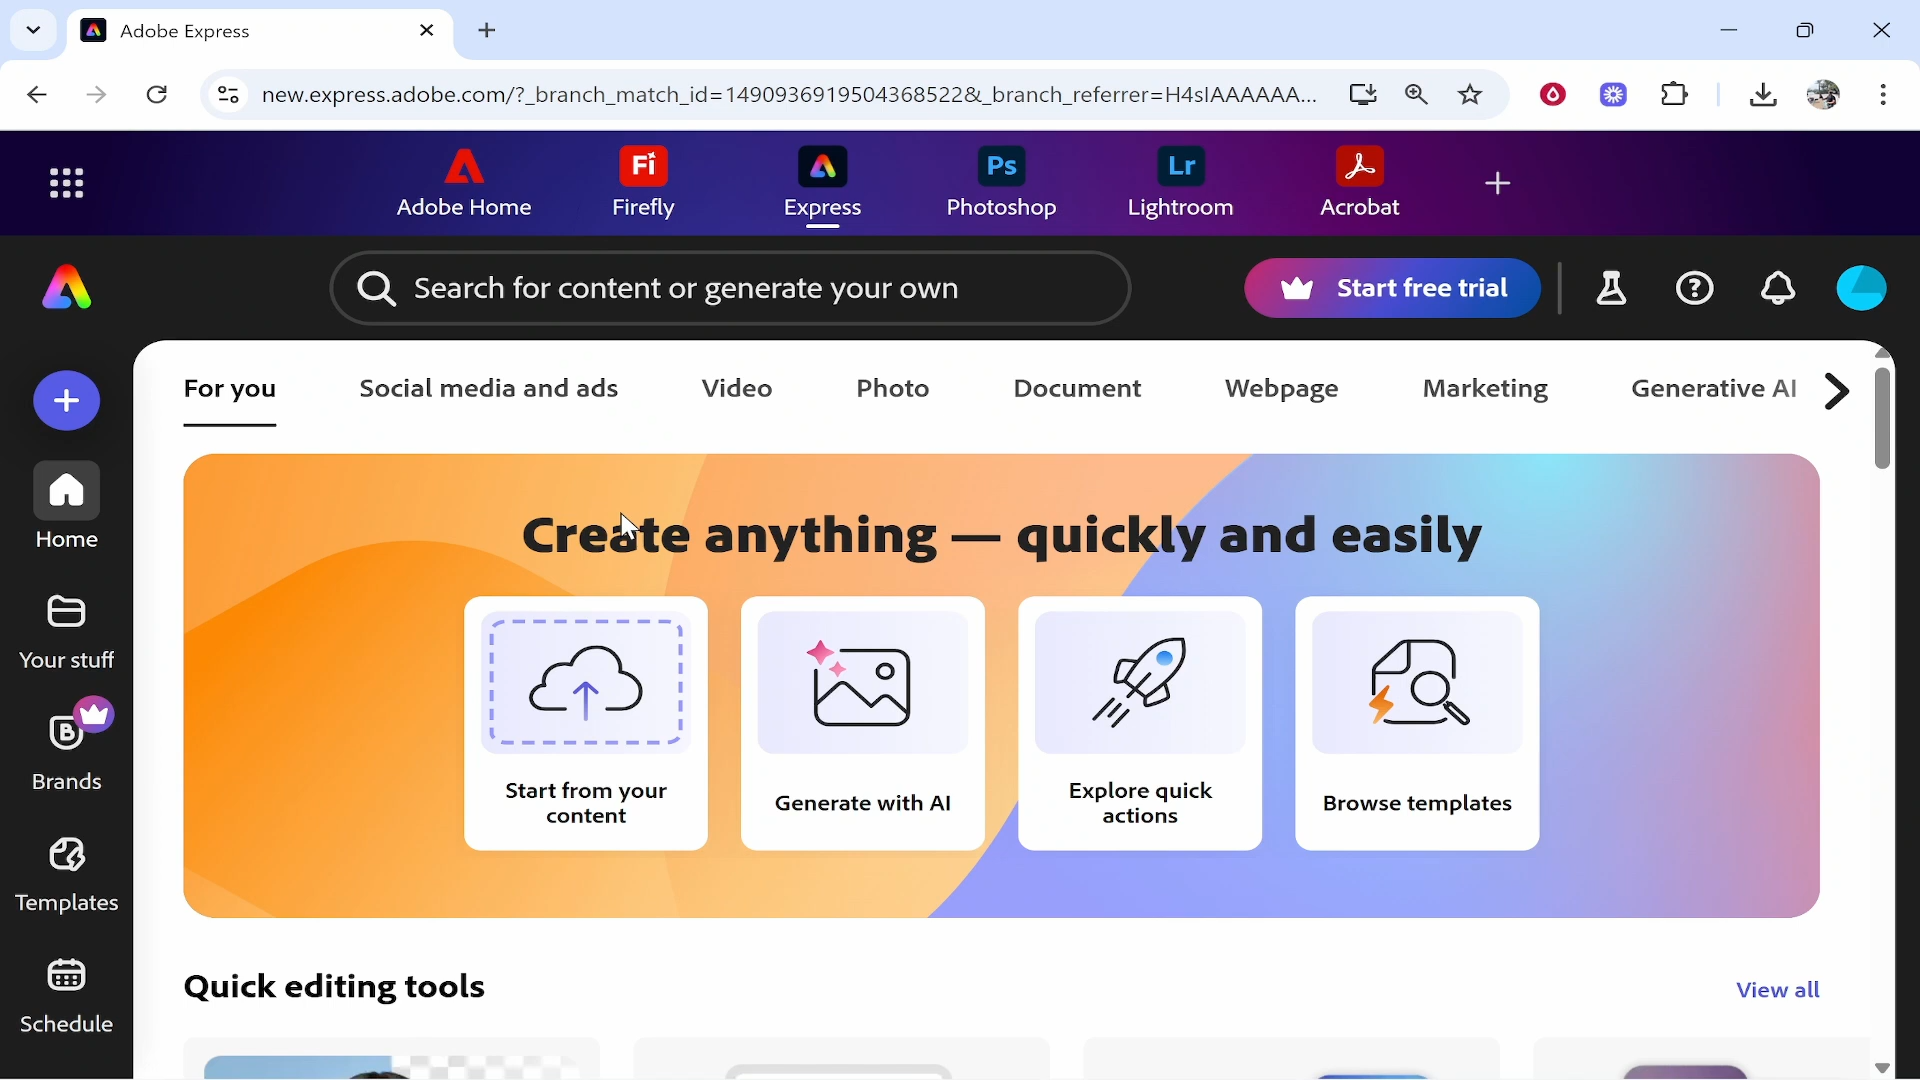 Adobe Express
new.express.adobe.com/?_branch_match_id=1490936919504368522&_branch_referrer=H4sIAAAAAA...
Fi
Ps
Lr
Adobe Home
Firefly
Express
Photoshop
Lightroom
Acrobat
Search for content or generate your own
Start free trial
For you
Social media and ads
Video
Photo
Document
Webpage
Marketing
Generative AI
Home
Your stuff
B
Brands
Templates
Schedule
Create anything — quickly and easily
Start from your
content
Generate with AI
Explore quick
actions
Browse templates
Quick editing tools
View all